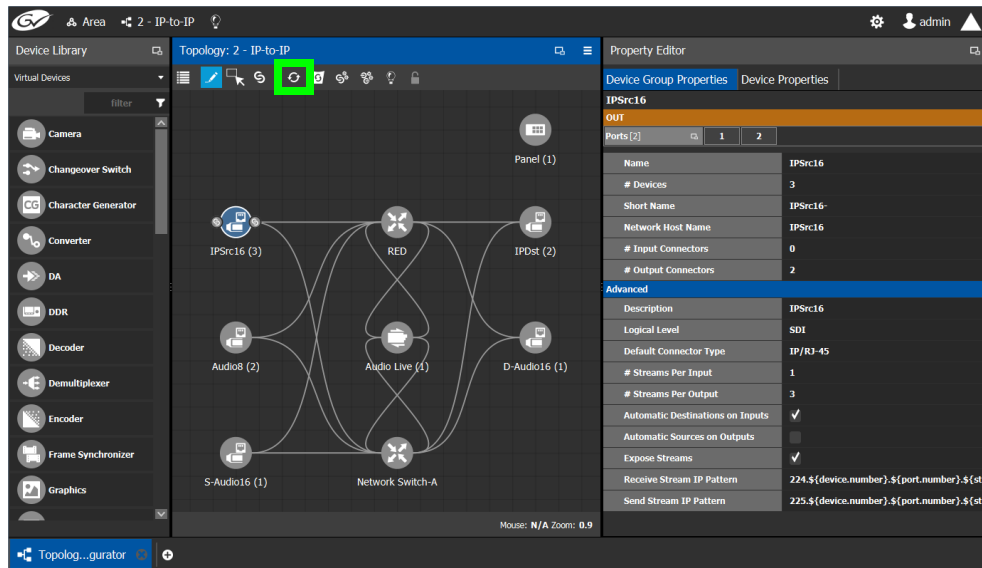 GV Area 2 - IP-to-IP admin
Device Library
Topology: 2 - IP-to-IP
Property Editor
Virtual Devices
filter
Camera
Changeover Switch
CG Character Generator
Converter
DA
DDR
Decoder
Demultiplexer
Encoder
Frame Synchronizer
Graphics
Panel (1)
IPSrc16 (3)
RED
IPDst (2)
Audio8 (2)
Audio Live (1)
D-Audio16 (1)
S-Audio16 (1)
Network Switch-A
Mouse: N/A Zoom: 0.9
Device Group Properties Device Properties
IPSrc16
OUT
Ports [2] 1 2
Name IPSrc16
# Devices 3
Short Name IPSrc16-
Network Host Name IPSrc16
# Input Connectors 0
# Output Connectors 2
Advanced
Description IPSrc16
Logical Level SDI
Default Connector Type IP/RJ-45
# Streams Per Input 1
# Streams Per Output 3
Automatic Destinations on Inputs
Automatic Sources on Outputs
Expose Streams
Receive Stream IP Pattern 224.${device.number}.${port.number}.${st
Send Stream IP Pattern 225.${device.number}.${port.number}.${st
Topolog...gurator